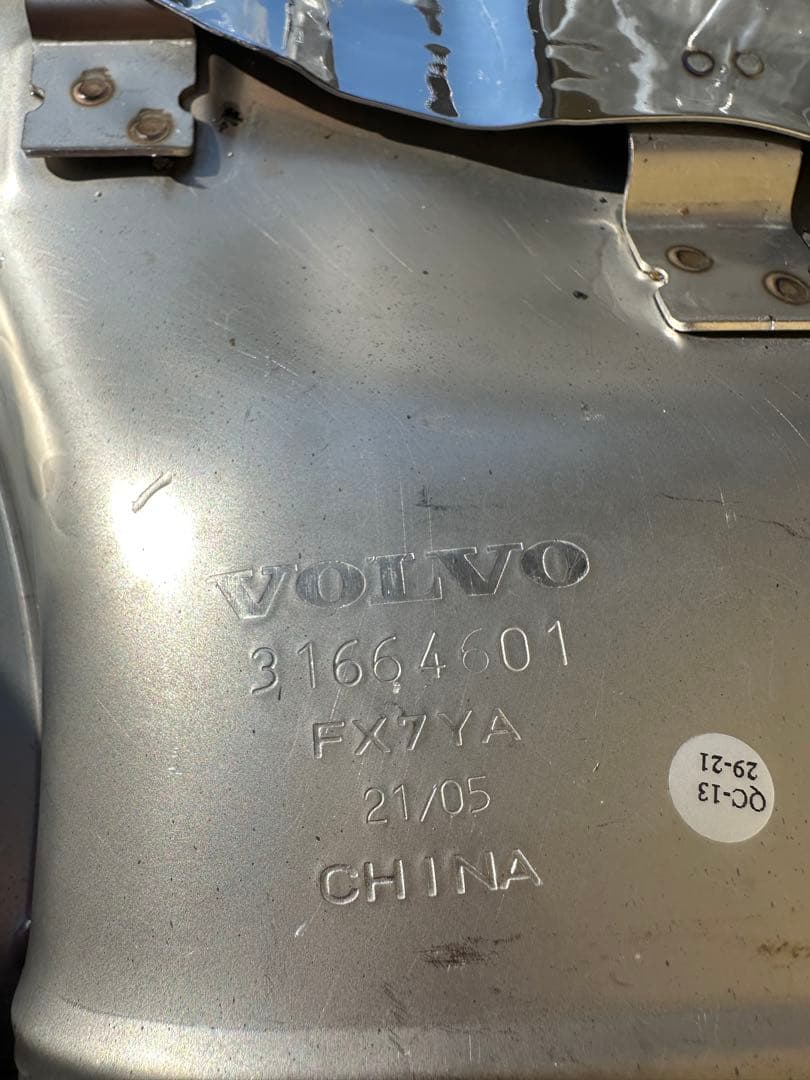 VOLVO
31664601
FX7YA
21/05
CHINA
QC-13
29-21